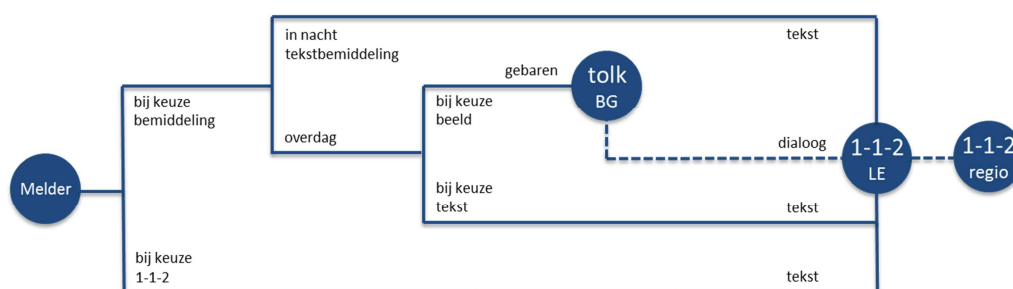 in nacht
tekstbemiddeling
tekst
gebaren
tolk
BG
bij keuze
bemiddeling
bij keuze
beeld
overdag
dialoog
1-1-2
LE
1-1-2
regio
Melder
bij keuze
tekst
tekst
bij keuze
1-1-2
tekst